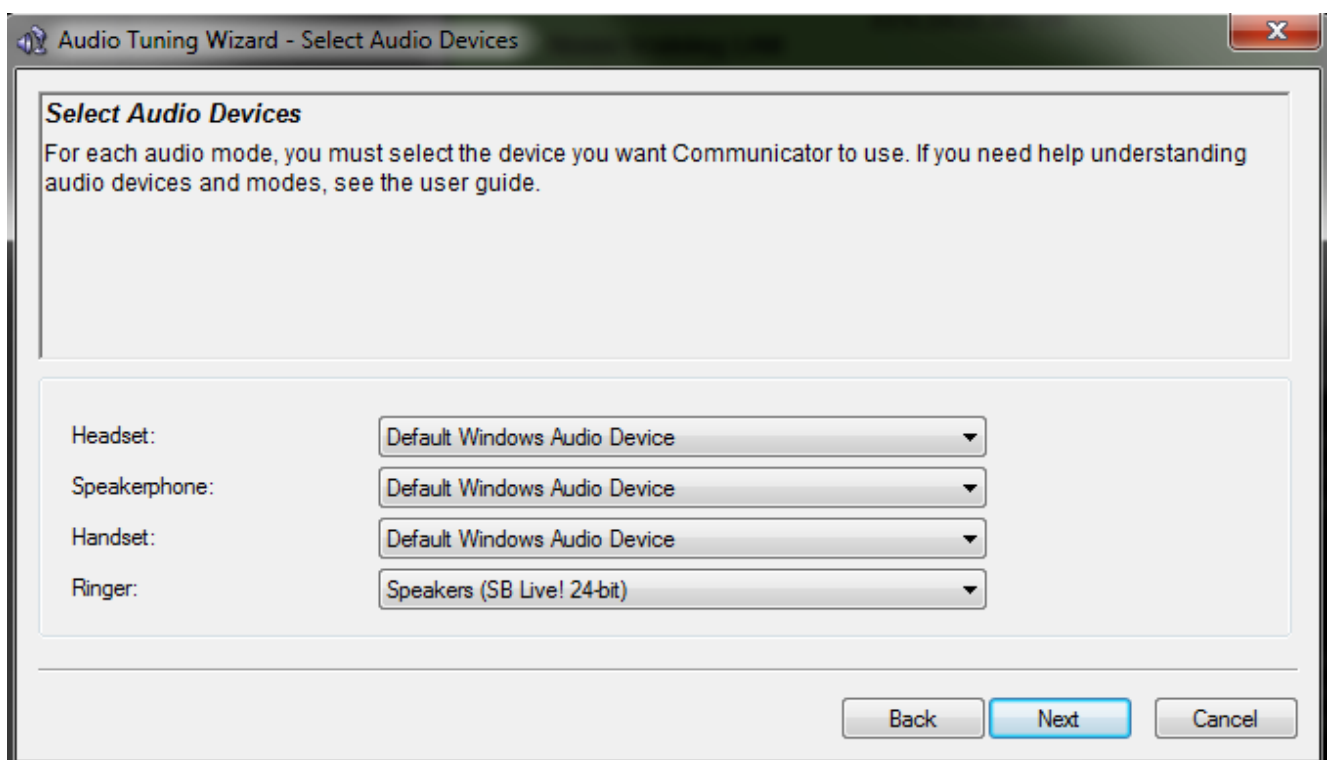 Audio Tuning Wizard - Select Audio Devices
Select Audio Devices
For each audio mode, you must select the device you want Communicator to use. If you need help understanding
audio devices and modes, see the user guide.
Headset: Default Windows Audio Device
Speakerphone: Default Windows Audio Device
Handset: Default Windows Audio Device
Ringer: Speakers (SB Live! 24-bit)
Back Next Cancel